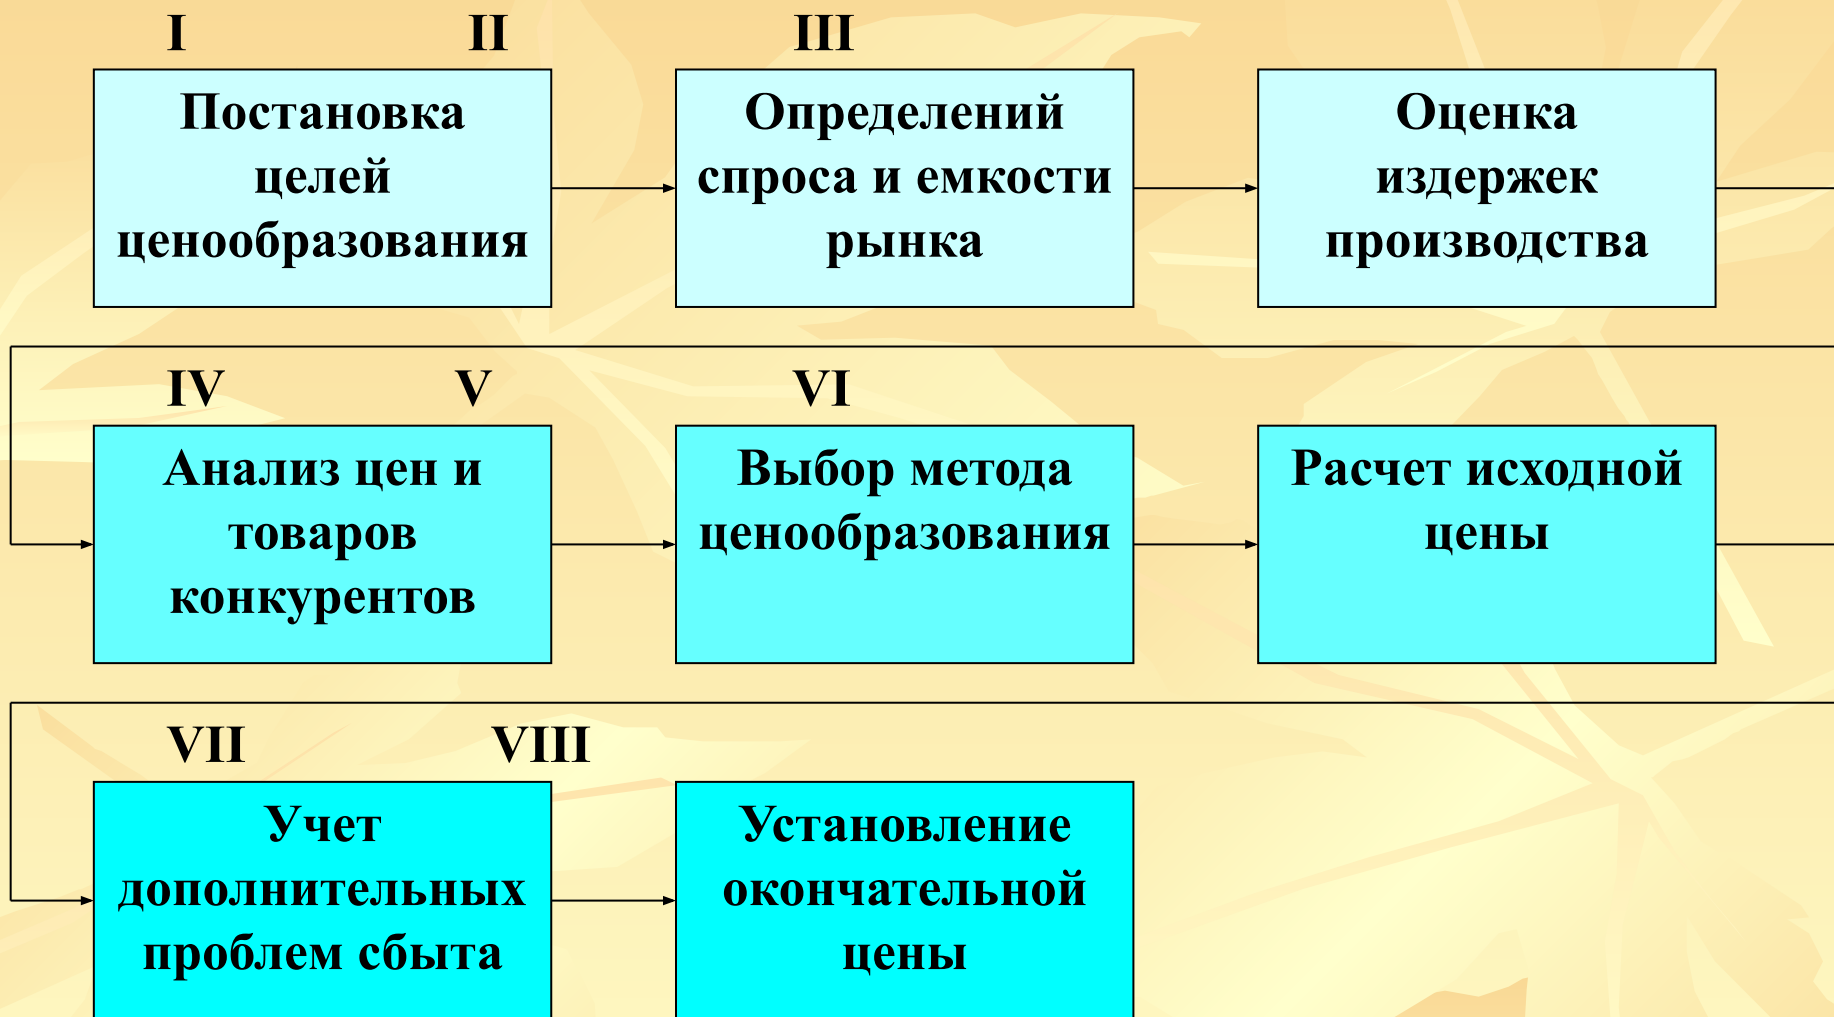 I II III
Постановка
целей
ценообразования
Определений
спроса и емкости
рынка
Оценка
издержек
производства
IV V VI
Анализ цен и
товаров
конкурентов
Выбор метода
ценообразования
Расчет исходной
цены
VII VIII
Учет
дополнительных
проблем сбыта
Установление
окончательной
цены